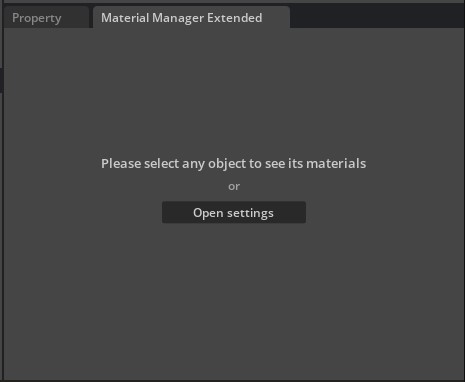 Property
Material Manager Extended
Please select any object to see its materials
or
Open settings